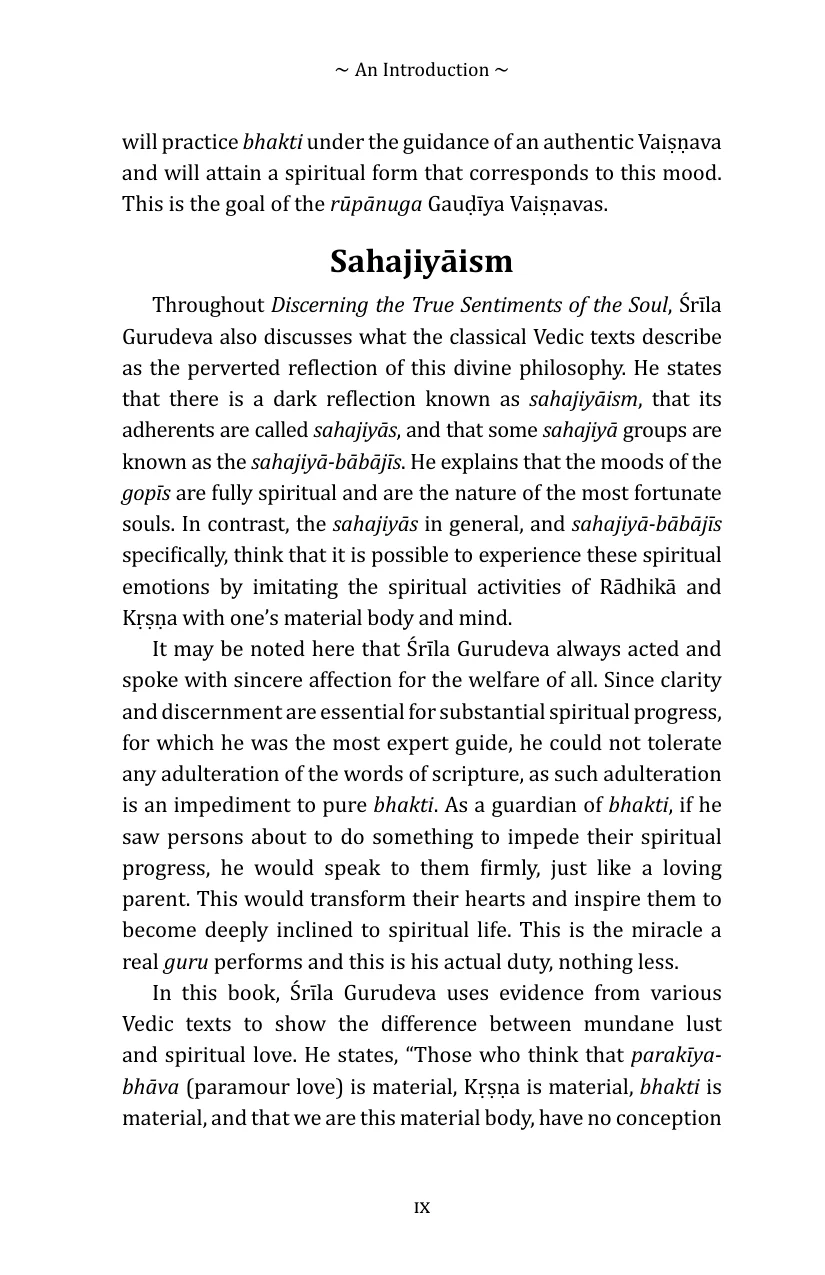 ~ An Introduction ~
will practice bhakti under the guidance of an authentic Vaiṣṇava
and will attain a spiritual form that corresponds to this mood.
This is the goal of the rūpānuga Gauḍīya Vaiṣṇavas.
Sahajiyāism
Throughout Discerning the True Sentiments of the Soul, Śrīla
Gurudeva also discusses what the classical Vedic texts describe
as the perverted reflection of this divine philosophy. He states
that there is a dark reflection known as sahajiyāism, that its
adherents are called sahajiyās, and that some sahajiyā groups are
known as the sahajiyā-bābājīs. He explains that the moods of the
gopīs are fully spiritual and are the nature of the most fortunate
souls. In contrast, the sahajiyās in general, and sahajiyā-bābājīs
specifically, think that it is possible to experience these spiritual
emotions by imitating the spiritual activities of Rādhikā and
Kṛṣṇa with one’s material body and mind.
It may be noted here that Śrīla Gurudeva always acted and
spoke with sincere affection for the welfare of all. Since clarity
and discernment are essential for substantial spiritual progress,
for which he was the most expert guide, he could not tolerate
any adulteration of the words of scripture, as such adulteration
is an impediment to pure bhakti. As a guardian of bhakti, if he
saw persons about to do something to impede their spiritual
progress, he would speak to them firmly, just like a loving
parent. This would transform their hearts and inspire them to
become deeply inclined to spiritual life. This is the miracle a
real guru performs and this is his actual duty, nothing less.
In this book, Śrīla Gurudeva uses evidence from various
Vedic texts to show the difference between mundane lust
and spiritual love. He states, “Those who think that parakīya-
bhāva (paramour love) is material, Kṛṣṇa is material, bhakti is
material, and that we are this material body, have no conception
IX